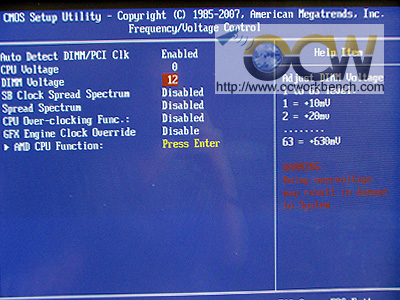 CMOS Setup Utility - Copyright (C) 1985-2007, American Megatrends, Inc.
Frequency/Voltage Control
Auto Detect DIMM/PCI Clk Enabled
CPU Voltage 0
DIMM Voltage 12
SB Clock Spread Spectrum Disabled
Spread Spectrum Disabled
CPU Over-clocking Func.: Disabled
GFX Engine Clock Override Disable
AMD CPU Function: Press Enter
Help Item
OCW
http://www.ocworkbench.com
Adjust DIMM Voltage
1 = +10mV
2 = +20mv
........
63 = +630mV
WARNING
to System